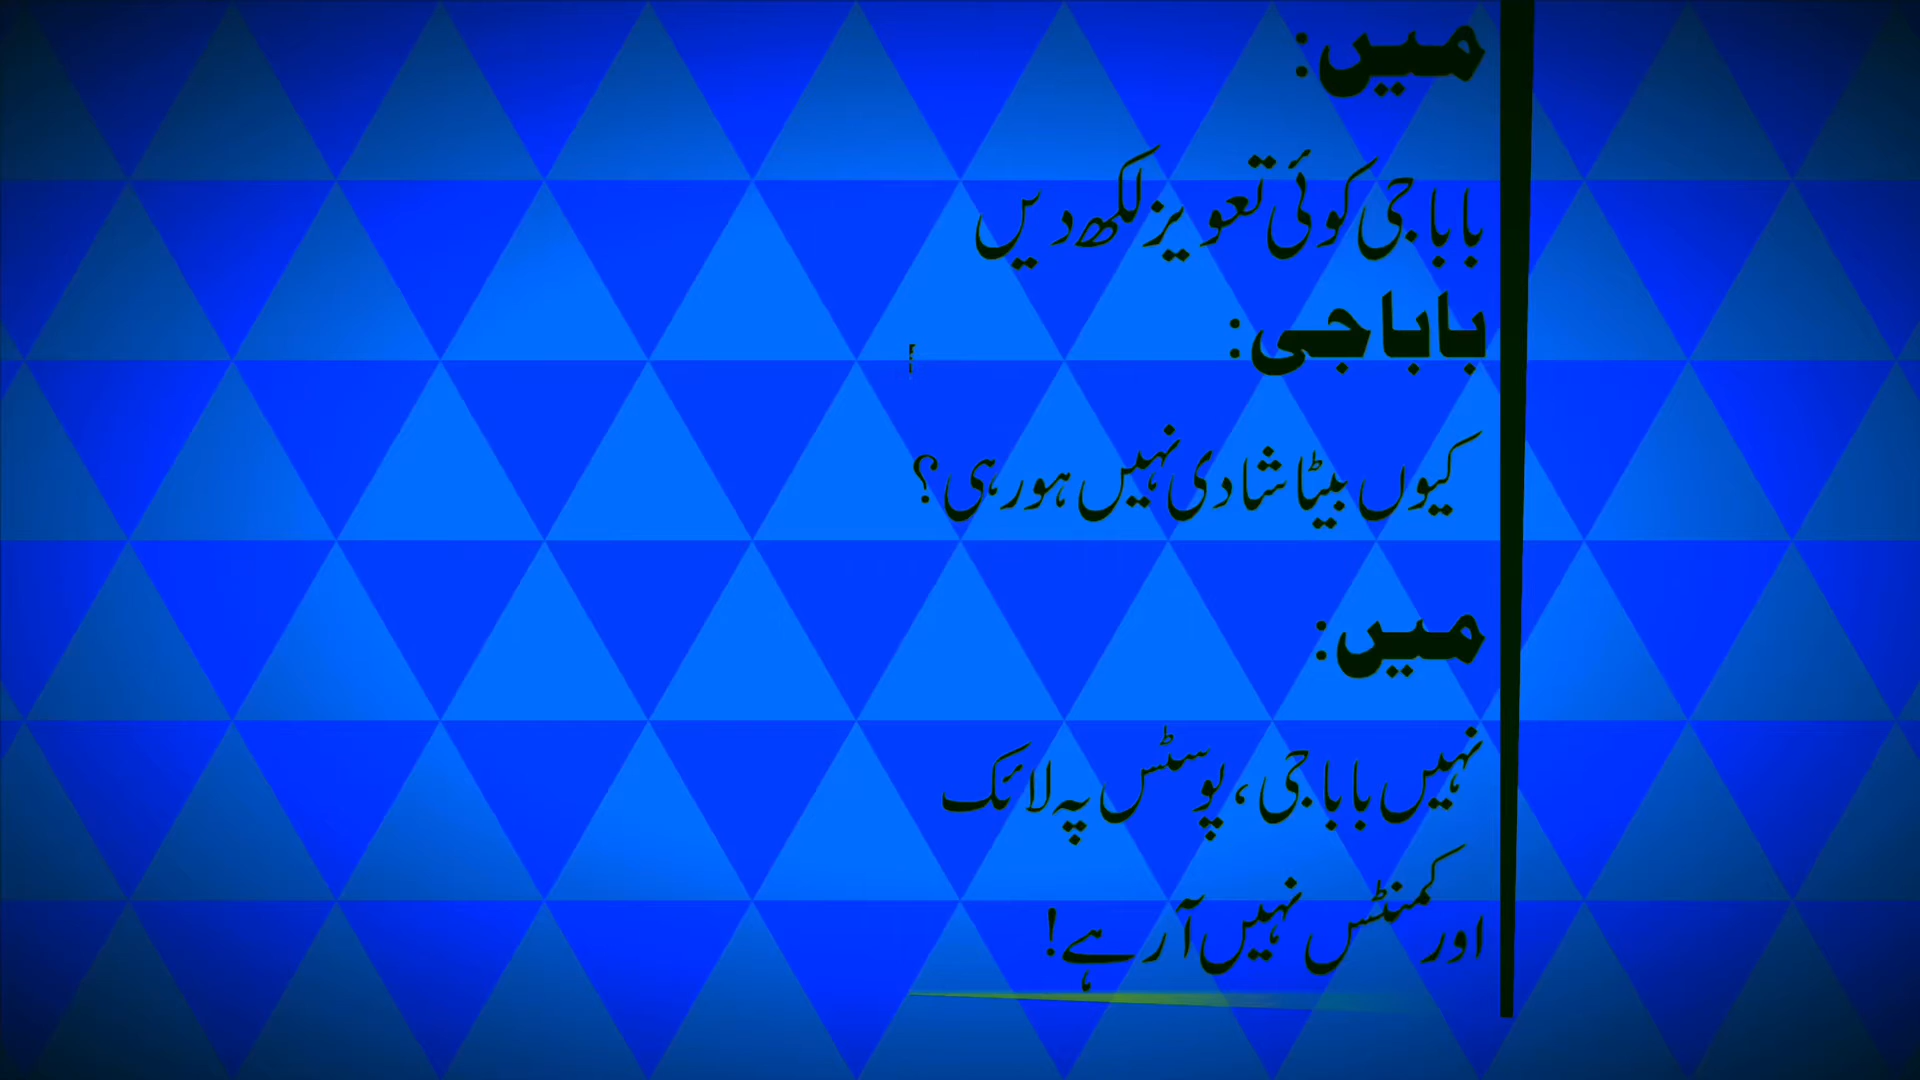 میں:
بابا جی کوئی تعویز لکھ دیں
بابا جی:
کیوں بیٹا شادی نہیں ہو رہی؟
میں:
نہیں بابا جی، پوسٹس پہ لائک
اور کمنٹس نہیں آ رہے!